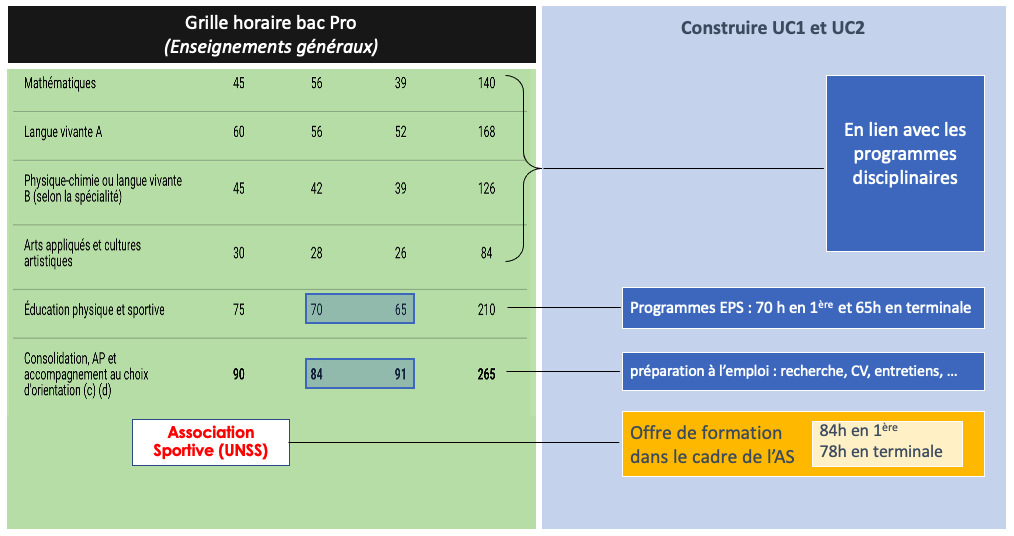 Grille horaire bac Pro
(Enseignements généraux)
Construire UC1 et UC2
Mathématiques 45 56 39 140
Langue vivante A 60 56 52 168
Physique-chimie ou langue vivante
B (selon la spécialité) 45 42 39 126
Arts appliqués et cultures
artistiques 30 28 26 84
Éducation physique et sportive 75 70 65 210
Consolidation, AP et
accompagnement au choix
d'orientation (c) (d) 90 84 91 265
En lien avec les
programmes
disciplinaires
Programmes EPS : 70 h en 1ère et 65h en terminale
préparation à l'emploi : recherche, CV, entretiens, ...
Association
Sportive (UNSS)
Offre de formation
dans le cadre de l'AS
84h en 1ère
78h en terminale